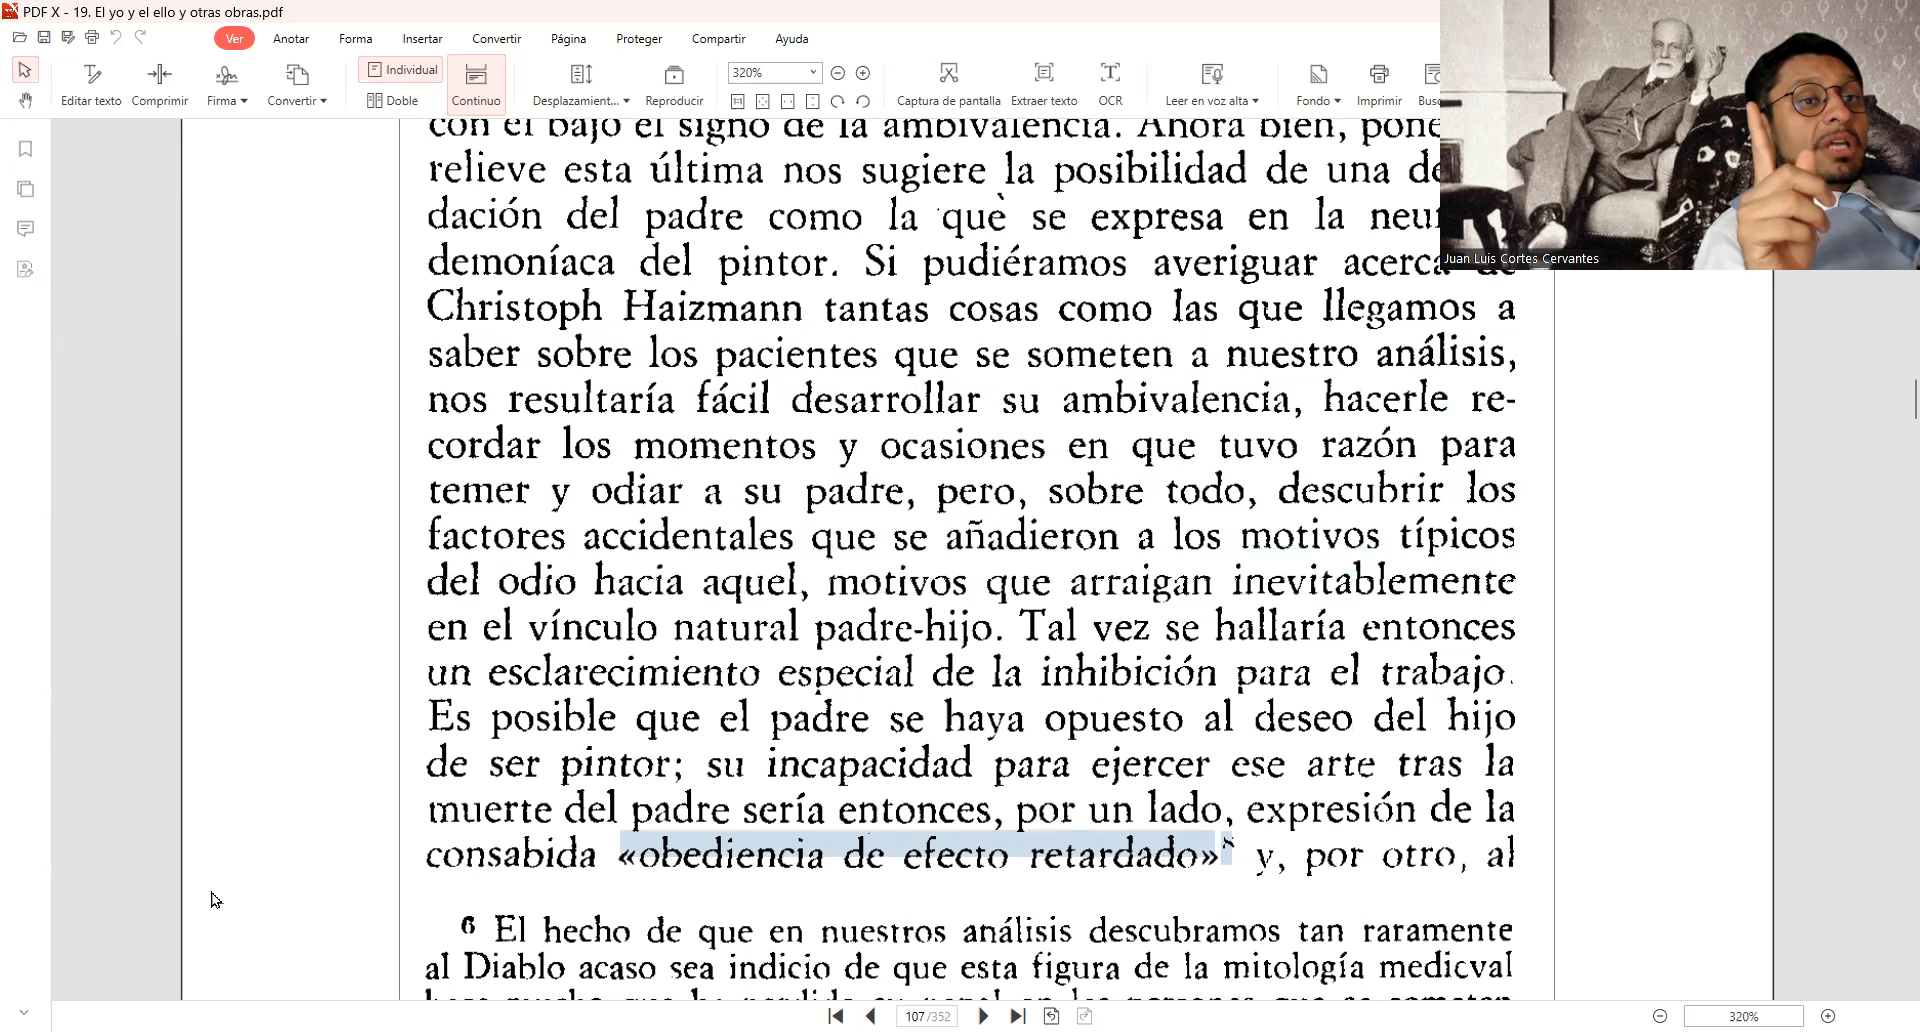 PDF X - 19. El yo y el ello y otras obras.pdf
Ver Anotar Forma Insertar Convertir Página Proteger Compartir Ayuda
Individual
Doble
Continuo
320%
Editar texto Comprimir Firma Convertir Desplazamient... Reproducir Captura de pantalla Extraer texto OCR Leer en voz alta Fondo Imprimir
Juan Luis Cortes Cervantes
con él bajo el signo de la ambivalencia. Ahora bien,
relieve esta última nos sugiere la posibilidad de una
dación del padre como la que se expresa en la
demoníaca del pintor. Si pudiéramos averiguar acerca
Christoph Haizmann tantas cosas como las que llegamos a
saber sobre los pacientes que se someten a nuestro análisis,
nos resultaría fácil desarrollar su ambivalencia, hacerle re-
cordar los momentos y ocasiones en que tuvo razón para
temer y odiar a su padre, pero, sobre todo, descubrir los
factores accidentales que se añadieron a los motivos típicos
del odio hacia aquel, motivos que arraigan inevitablemente
en el vínculo natural padre-hijo. Tal vez se hallaría entonces
un esclarecimiento especial de la inhibición para el trabajo.
Es posible que el padre se haya opuesto al deseo del hijo
de ser pintor; su incapacidad para ejercer ese arte tras la
muerte del padre sería entonces, por un lado, expresión de la
consabida «obediencia de efecto retardado»⁸ y, por otro, al
6 El hecho de que en nuestros análisis descubramos tan raramente
al Diablo acaso sea indicio de que esta figura de la mitología medieval
107 /352
320%